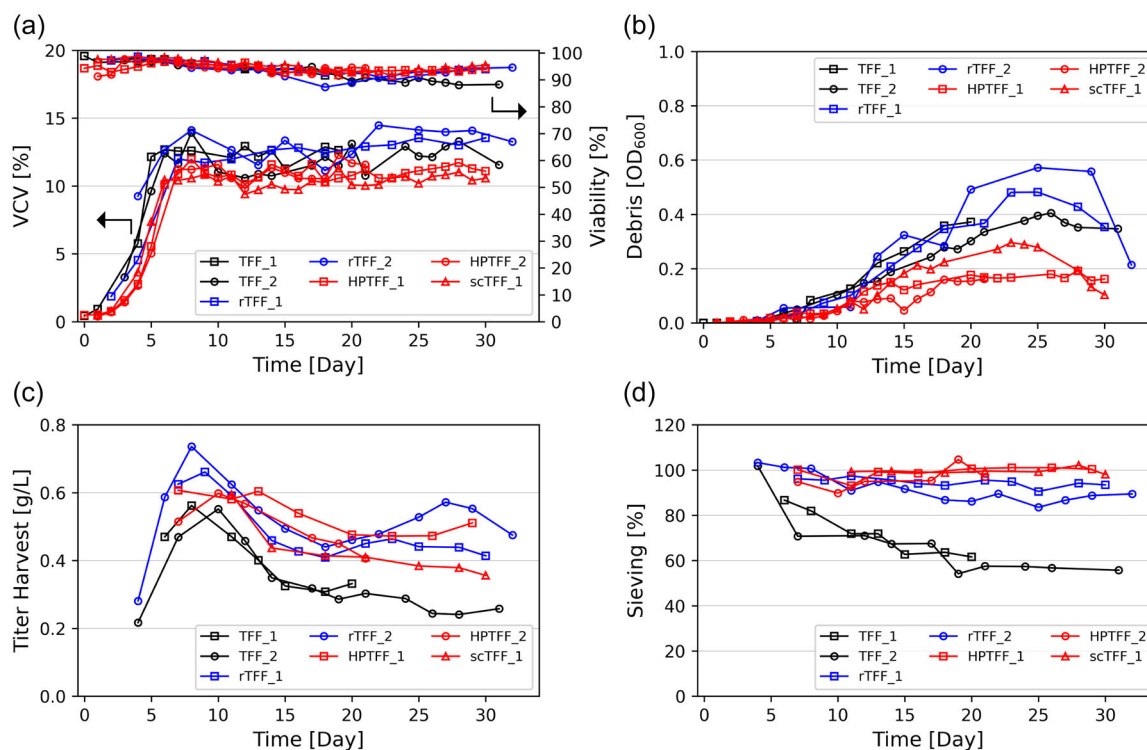 (a)
20
15
10
5
0
VCV [%]
100
90
80
70
60
50
40
30
20
10
0
Viability [%]
TFF_1
TFF_2
rTFF_1
rTFF_2
HPTFF_1
HPTFF_2
scTFF_1
0 5 10 15 20 25 30
Time [Day]
(b)
1.0
0.8
0.6
0.4
0.2
0.0
Debris [OD600]
TFF_1
TFF_2
rTFF_1
rTFF_2
HPTFF_1
HPTFF_2
scTFF_1
0 5 10 15 20 25 30
Time [Day]
(c)
0.8
0.6
0.4
0.2
0.0
Titer Harvest [g/L]
TFF_1
TFF_2
rTFF_1
rTFF_2
HPTFF_1
HPTFF_2
scTFF_1
0 5 10 15 20 25 30
Time [Day]
(d)
120
100
80
60
40
20
0
Sieving [%]
TFF_1
TFF_2
rTFF_1
rTFF_2
HPTFF_1
HPTFF_2
scTFF_1
0 5 10 15 20 25 30
Time [Day]